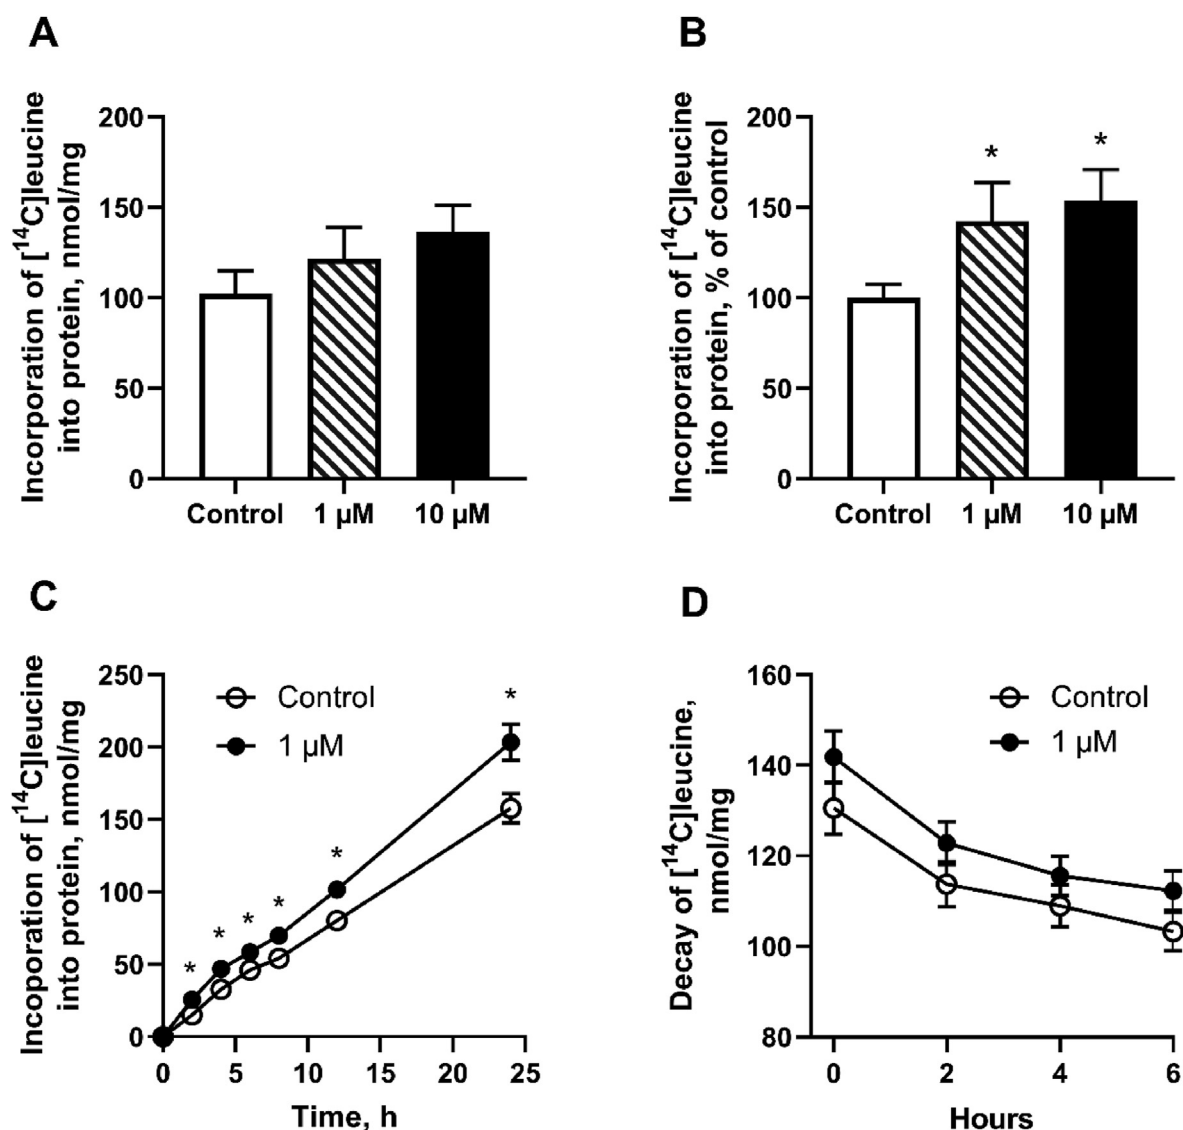 A
Incorporation of [14C]leucine
into protein, nmol/mg
200
150
100
50
0
Control
1 µM
10 µM
B
Incorporation of [14C]leucine
into protein, % of control
200
150
100
50
0
*
*
Control
1 µM
10 µM
C
Incoporation of [14C]leucine
into protein, nmol/mg
250
200
150
100
50
0
Control
1 µM
*
*
*
*
*
*
0
5
10
15
20
25
Time, h
D
Decay of [14C]leucine,
nmol/mg
160
140
120
100
80
Control
1 µM
0
2
4
6
Hours